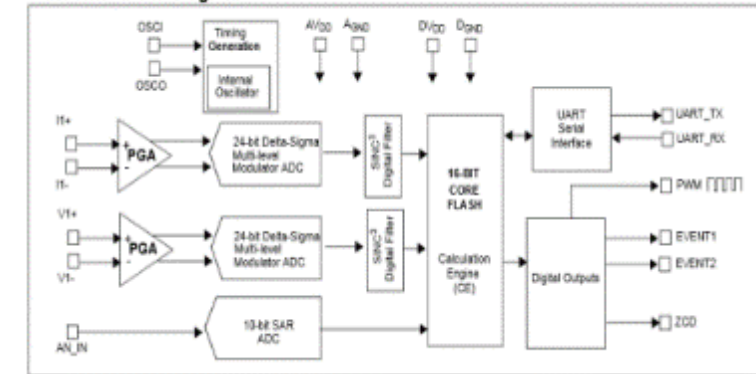 OSCI
OSCO
Timing
Generation
Internal
Oscillator
AVDD
AGND
DVDD
DGND
I1+
I1-
+
-
PGA
24-bit Delta-Sigma
Multi-level
Modulator ADC
SINC3
Digital Filter
V1+
V1-
+
-
PGA
24-bit Delta-Sigma
Multi-level
Modulator ADC
SINC3
Digital Filter
AN_IN
10-bit SAR
ADC
16-BIT
CORE
FLASH
Calculation
Engine
(CE)
UART
Serial
Interface
UART_TX
UART_RX
Digital Outputs
PWM
EVENT1
EVENT2
ZCD